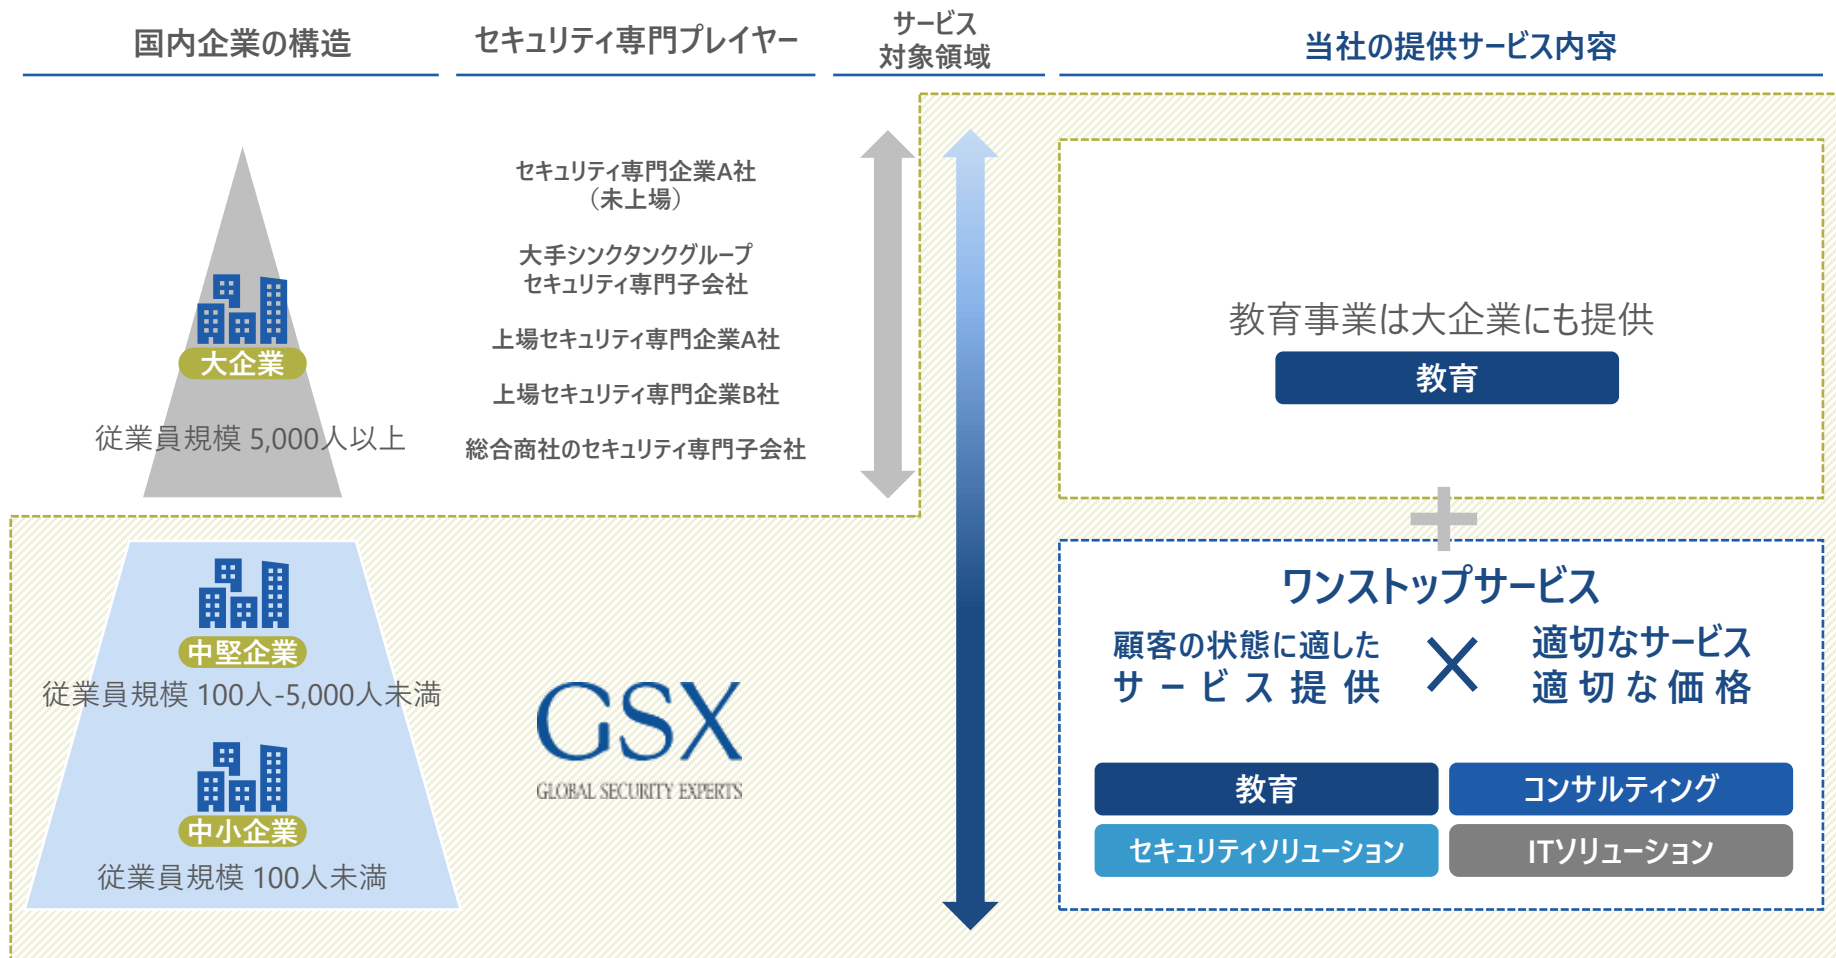 国内企業の構造
セキュリティ専門プレイヤー
サービス
対象領域
当社の提供サービス内容
大企業
従業員規模 5,000人以上
セキュリティ専門企業A社
（未上場）
大手シンクタンクグループ
セキュリティ専門子会社
上場セキュリティ専門企業A社
上場セキュリティ専門企業B社
総合商社のセキュリティ専門子会社
教育事業は大企業にも提供
教育
+
中堅企業
従業員規模 100人-5,000人未満
中小企業
従業員規模 100人未満
GSX
GLOBAL SECURITY EXPERTS
ワンストップサービス
顧客の状態に適した
サービス提供
×
適切なサービス
適切な価格
教育
コンサルティング
セキュリティソリューション
ITソリューション